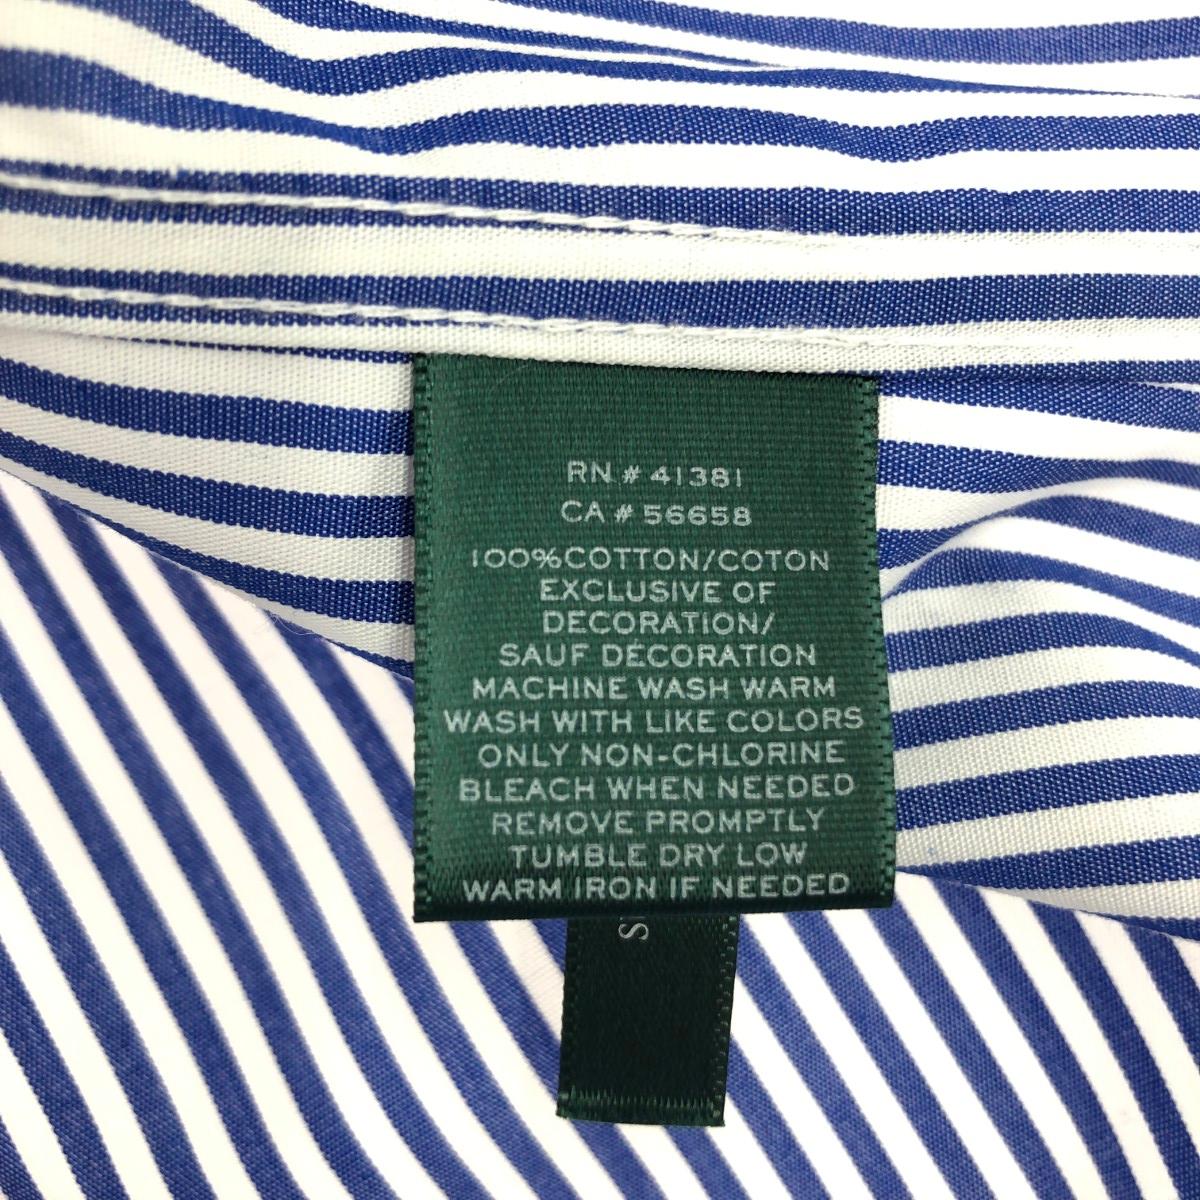 RN # 41381
CA # 56658
100%COTTON/COTON
EXCLUSIVE OF
DECORATION/
SAUF DÉCORATION
MACHINE WASH WARM
WASH WITH LIKE COLORS
ONLY NON-CHLORINE
BLEACH WHEN NEEDED
REMOVE PROMPTLY
TUMBLE DRY LOW
WARM IRON IF NEEDED